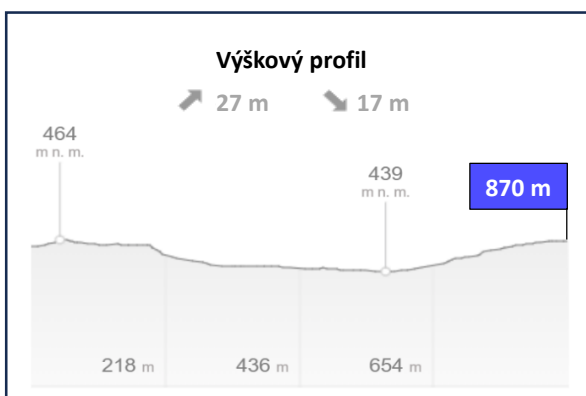 Výškový profil
27 m 17 m
464
m n. m.
439
m n. m.
870 m
218 m 436 m 654 m